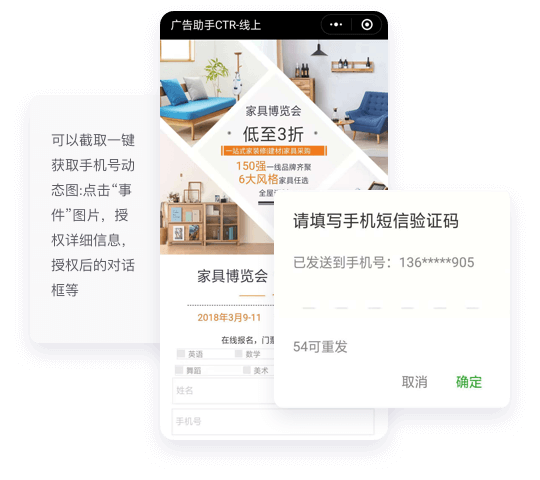 广告助手CTR-线上
可以截取一键
获取手机号动
态图:点击“事
件”图片，授
权详细信息，
授权后的对话
框等
家具博览会
低至3折
一站式家装修|建材|家具采购
150强一线品牌齐聚
6大风格家具任选
全屋
家具博览会
2018年3月9-11
在线报名，门票
英语
数学
舞蹈
美术
姓名
手机号
请填写手机短信验证码
已发送到手机号：136*****905
54可重发
取消 确定